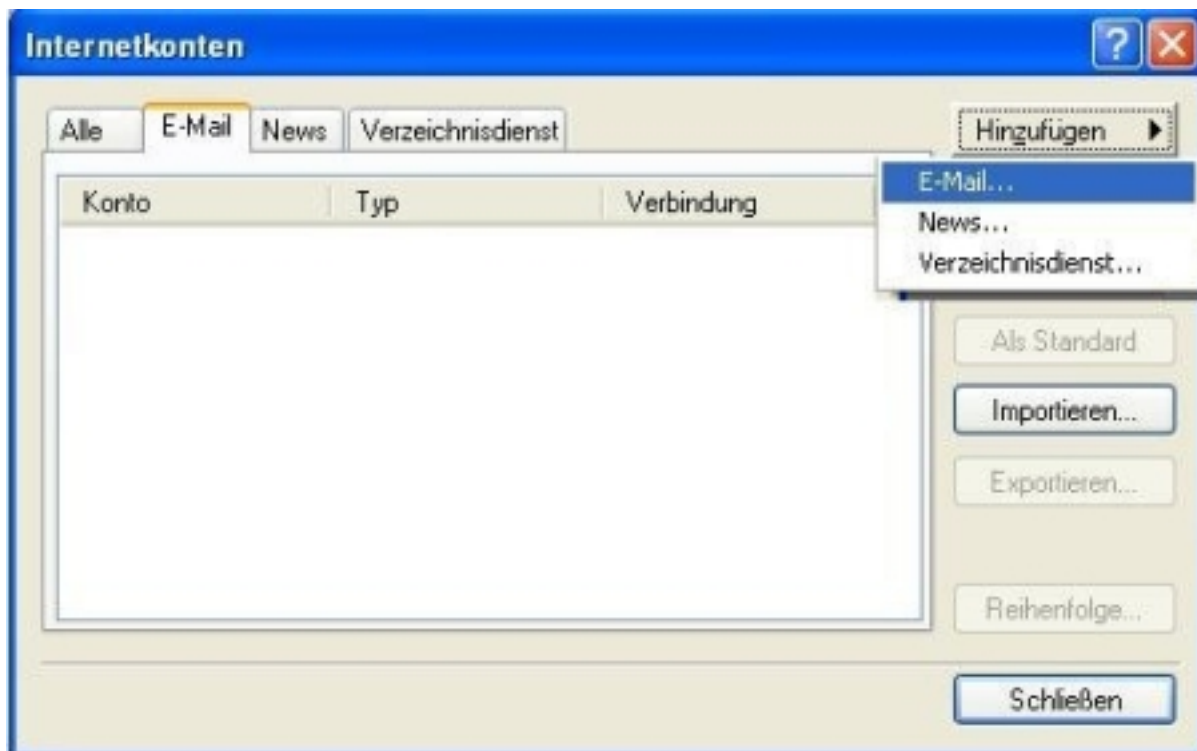 Internetkonten
Alle E-Mail News Verzeichnisdienst
Hinzufügen
E-Mail...
News...
Verzeichnisdienst...
Konto Typ Verbindung
Als Standard
Importieren...
Exportieren...
Reihenfolge...
Schließen